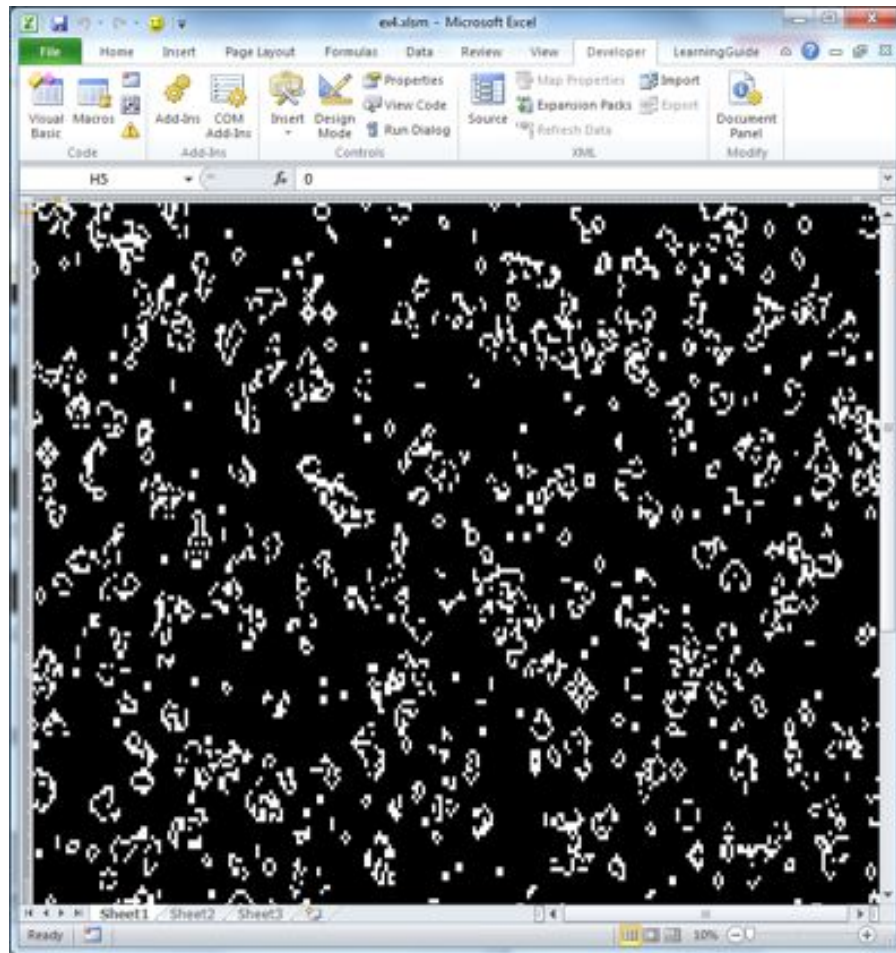 ex4.xlsm - Microsoft Excel
File Home Insert Page Layout Formulas Data Review View Developer LearningGuide
Visual Basic Macros Add-Ins COM Add-Ins Insert Design Mode Properties View Code Run Dialog Source Map Properties Expansion Packs Refresh Data Import Export Document Panel
Code Add-Ins Controls XML Modify
H5 fx 0
Sheet1 Sheet2 Sheet3
Ready 10%